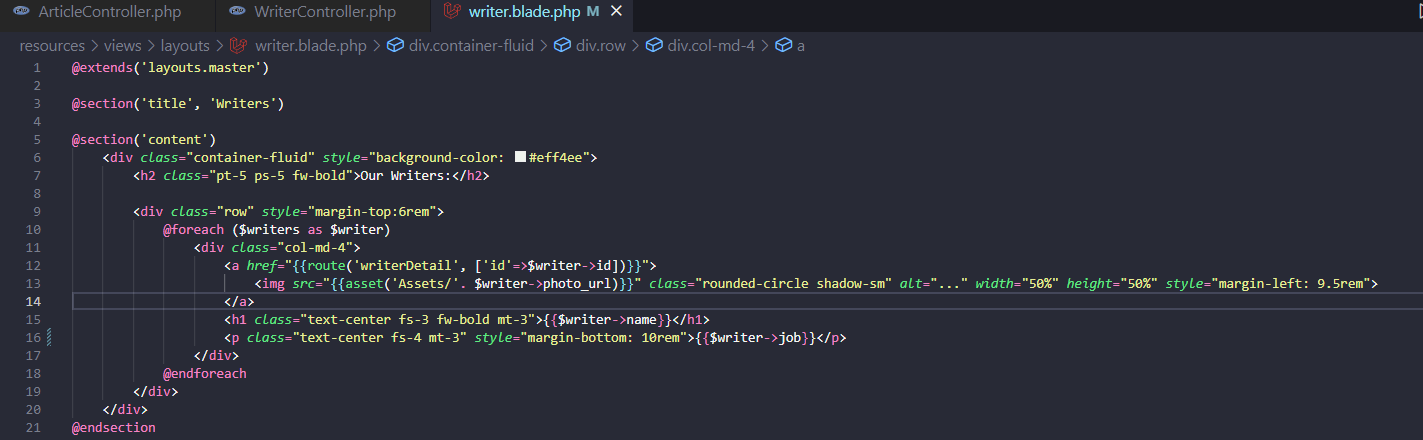 ArticleController.php WriterController.php writer.blade.php M ×
resources > views > layouts > writer.blade.php > div.container-fluid > div.row > div.col-md-4 > a
1 @extends('layouts.master')
2
3 @section('title', 'Writers')
4
5 @section('content')
6 <div class="container-fluid" style="background-color: #eff4ee">
7 <h2 class="pt-5 ps-5 fw-bold">Our Writers:</h2>
8
9 <div class="row" style="margin-top:6rem">
10 @foreach ($writers as $writer)
11 <div class="col-md-4">
12 <a href="{{route('writerDetail', ['id'=>$writer->id])}}">
13 <img src="{{asset('Assets/'. $writer->photo_url)}}" class="rounded-circle shadow-sm" alt="..." width="50%" height="50%" style="margin-left: 9.5rem">
14 </a>
15 <h1 class="text-center fs-3 fw-bold mt-3">{{$writer->name}}</h1>
16 <p class="text-center fs-4 mt-3" style="margin-bottom: 10rem">{{$writer->job}}</p>
17 </div>
18 @endforeach
19 </div>
20 </div>
21 @endsection